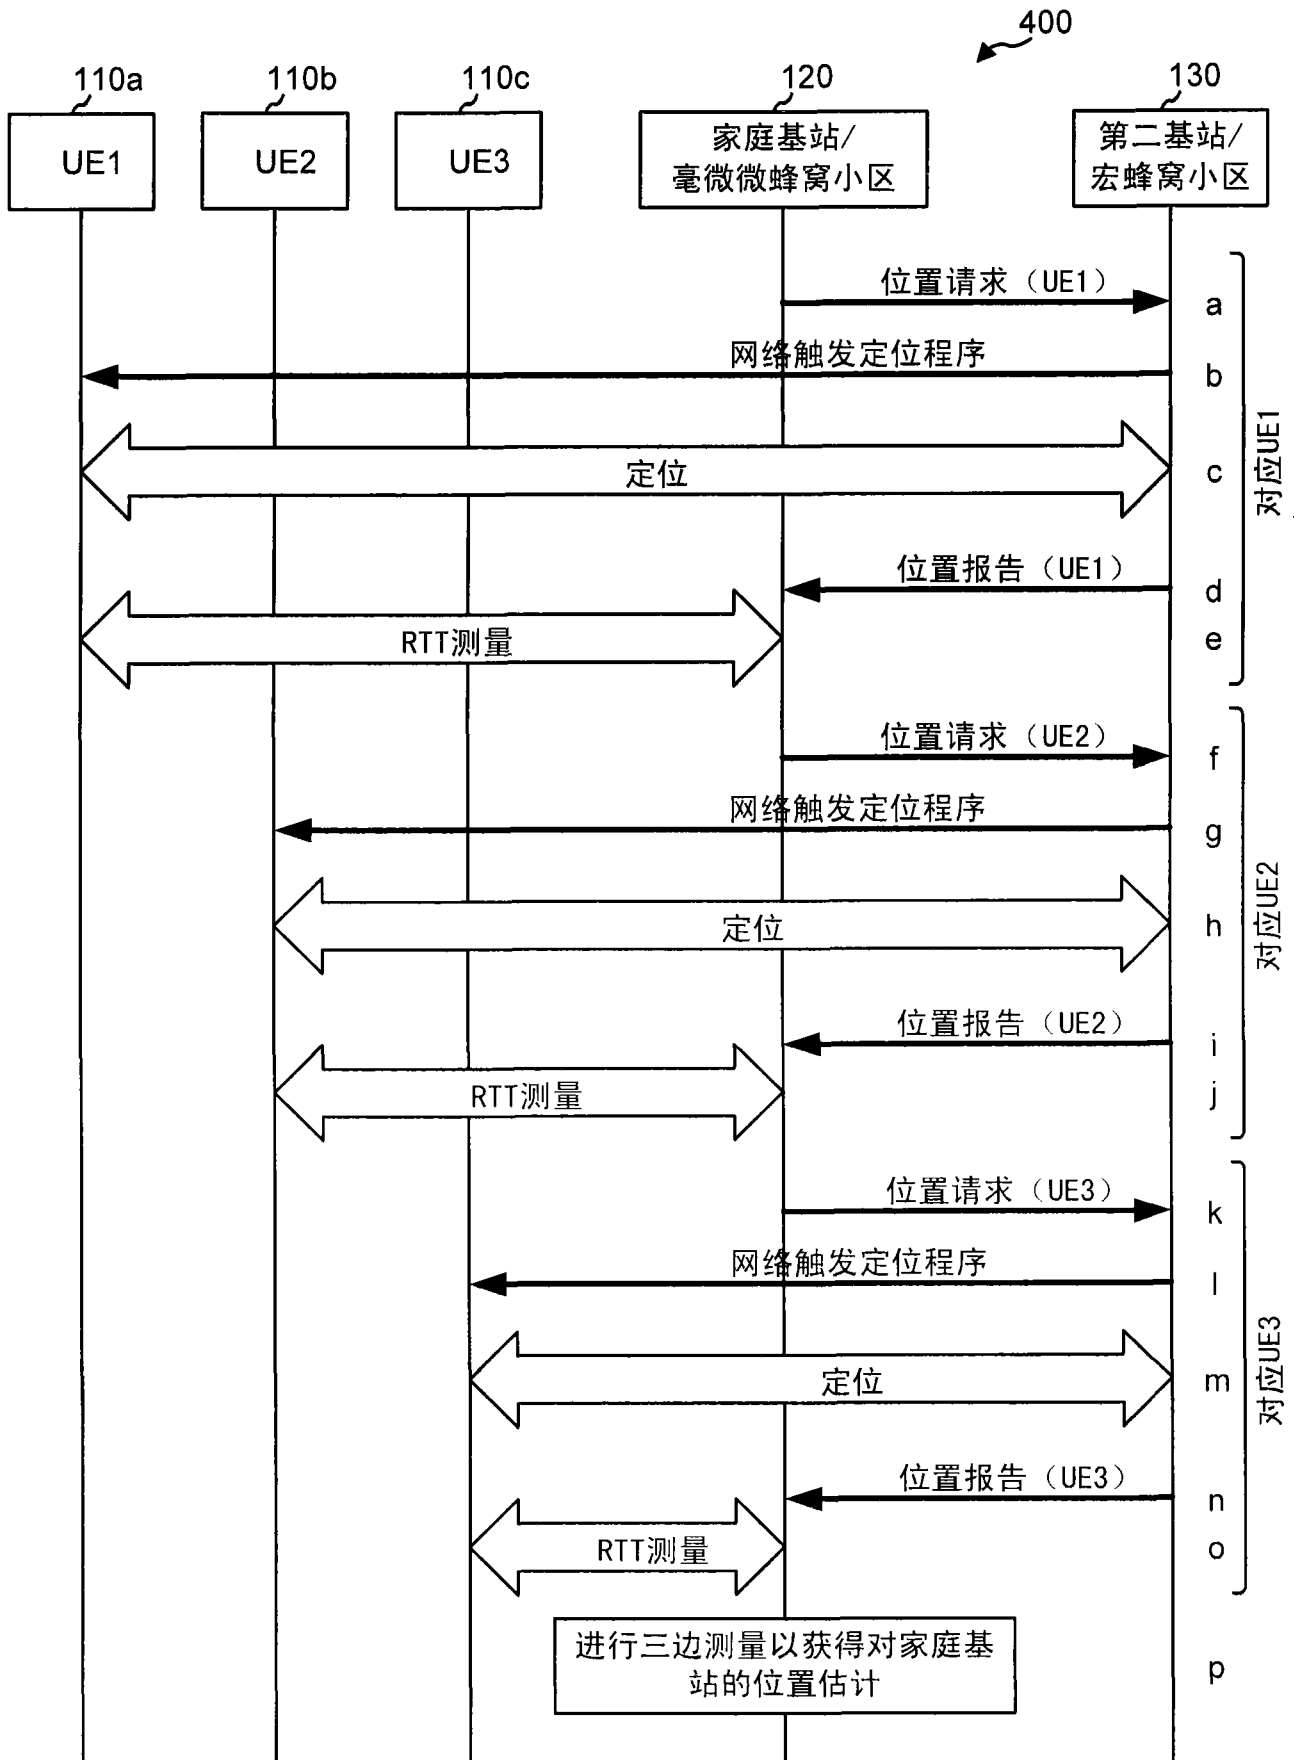 400
110a
110b
110c
120
130
UE1
UE2
UE3
家庭基站/
毫微微蜂窝小区
第二基站/
宏蜂窝小区
位置请求（UE1）
a
网络触发定位程序
b
定位
c
对应UE1
位置报告（UE1）
d
RTT测量
e
位置请求（UE2）
f
网络触发定位程序
g
定位
h
对应UE2
位置报告（UE2）
i
RTT测量
j
位置请求（UE3）
k
网络触发定位程序
l
定位
m
对应UE3
位置报告（UE3）
n
RTT测量
o
进行三边测量以获得对家庭基
站的位置估计
p